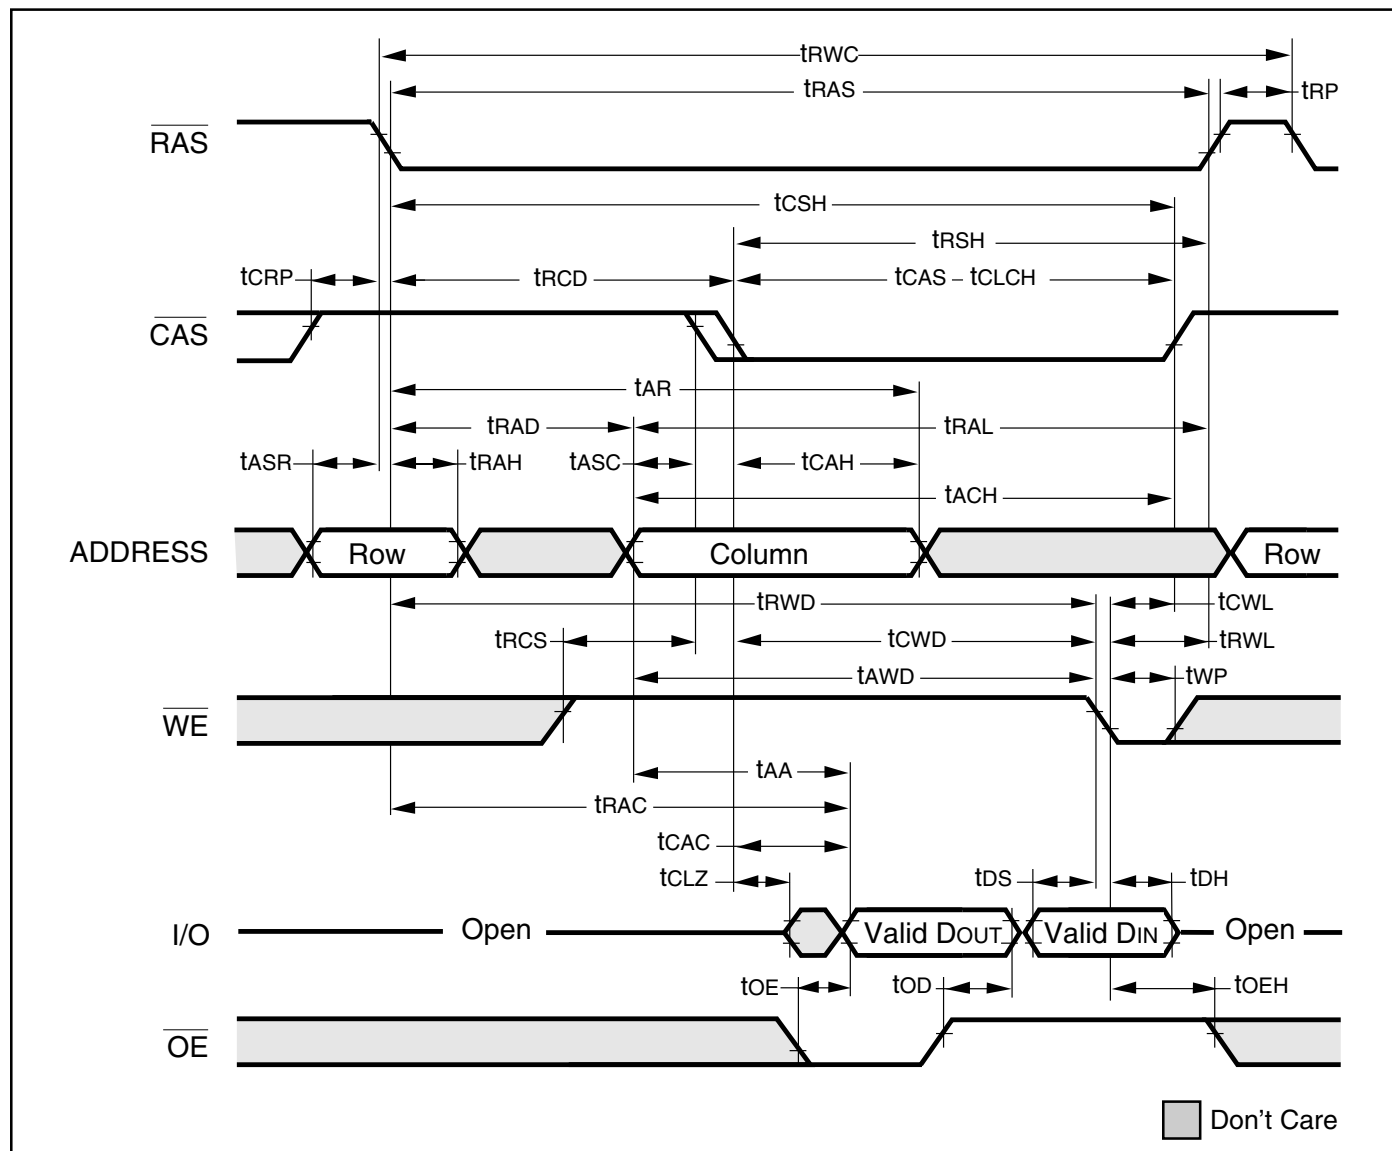 tRWC
tRAS
tRP
RAS
tCSH
tRSH
tCRP
tRCD
tCAS – tCLCH
CAS
tAR
tRAD
tRAL
tASR
tRAH
tASC
tCAH
tACH
ADDRESS
Row
Column
Row
tRWD
tCWL
tRCS
tCWD
tRWL
tAWD
tWP
WE
tAA
tRAC
tCAC
tCLZ
tDS
tDH
I/O
Open
Valid DOUT
Valid DIN
Open
tOE
tOD
tOEH
OE
Don't Care